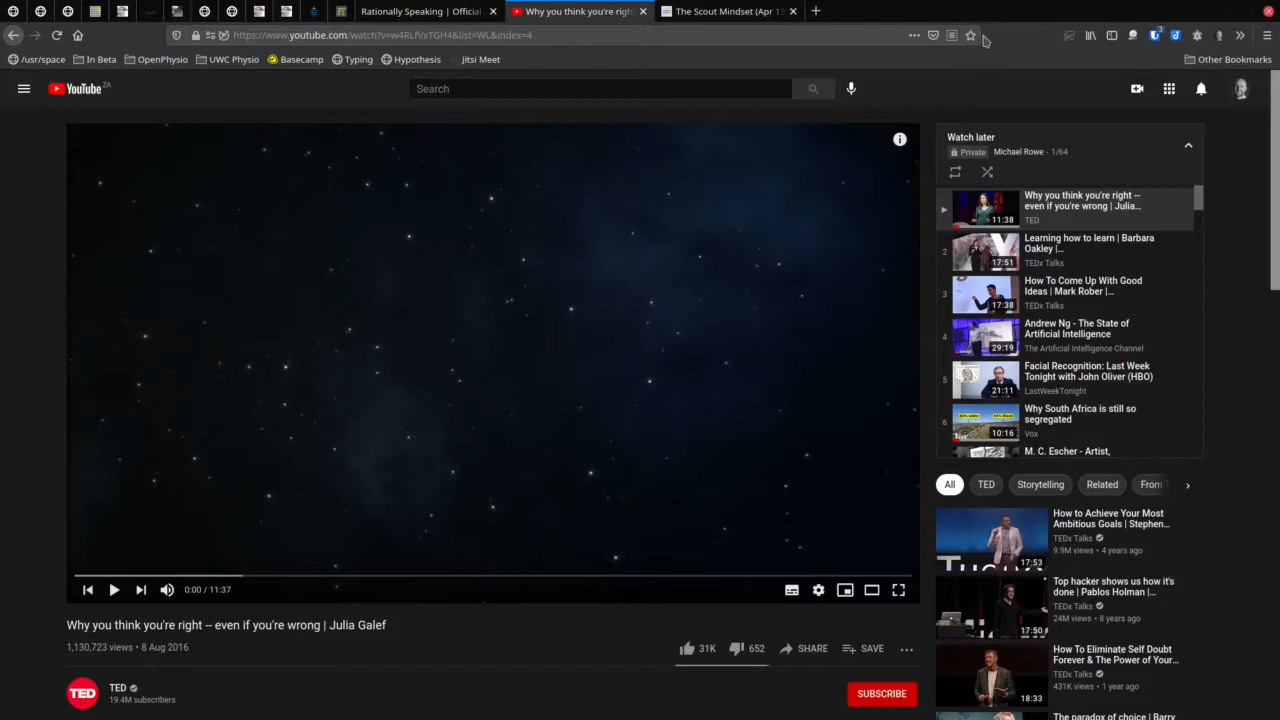 Rationally Speaking | Official
Why you think you're righ
The Scout Mindset (Apr 13
https://www.youtube.com/watch?v=w4RLfVxTGH4&list=WL&index=4
/usr/space
In Beta
OpenPhysio
UWC Physio
Basecamp
Typing
Hypothesis
Jitsi Meet
Other Bookmarks
YouTube ZA
Search
Watch later
Private Michael Rowe - 1/64
Why you think you're right --
even if you're wrong | Julia...
TED
11:38
2
Learning how to learn | Barbara
Oakley |...
TEDx Talks
17:51
3
How To Come Up With Good
Ideas | Mark Rober |...
TEDx Talks
17:38
4
Andrew Ng - The State of
Artificial Intelligence
The Artificial Intelligence Channel
29:19
5
Facial Recognition: Last Week
Tonight with John Oliver (HBO)
LastWeekTonight
21:11
6
Why South Africa is still so
segregated
Vox
10:16
M. C. Escher - Artist,
0:00 / 11:37
Why you think you're right -- even if you're wrong | Julia Galef
1,130,723 views • 8 Aug 2016
31K
652
SHARE
SAVE
TED
TED
19.4M subscribers
SUBSCRIBE
All
TED
Storytelling
Related
From
How to Achieve Your Most
Ambitious Goals | Stephen...
TEDx Talks
9.9M views • 4 years ago
17:53
Top hacker shows us how it's
done | Pablos Holman |...
TEDx Talks
24M views • 8 years ago
17:50
How To Eliminate Self Doubt
Forever & The Power of Your...
TEDx Talks
431K views • 1 year ago
18:33
The paradox of choice | Barry